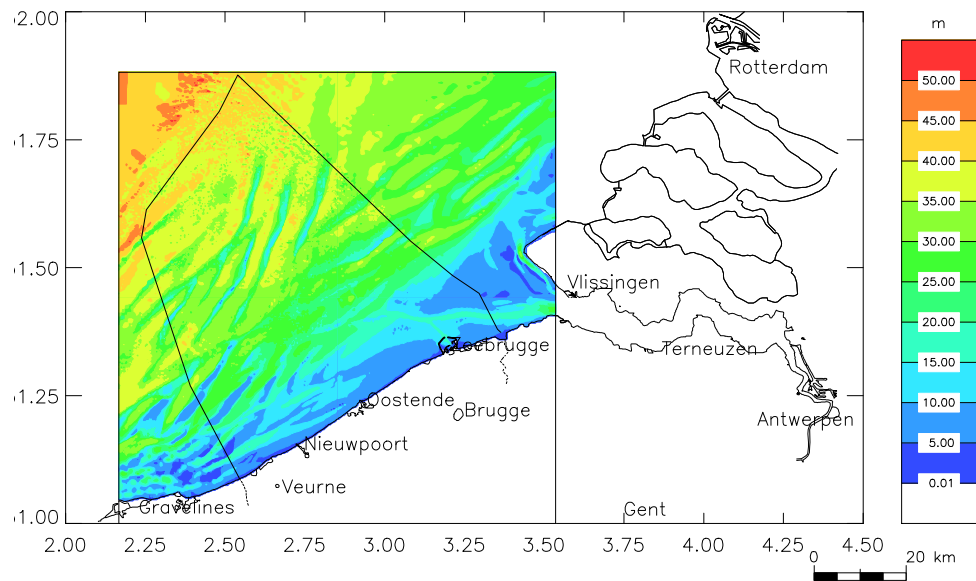 2.00
m
Rotterdam
50.00
45.00
1.75
40.00
35.00
30.00
1.50
Vlissingen
25.00
20.00
Zeebrugge
Terneuzen
15.00
1.25
Oostende
Brugge
Antwerpen
10.00
Nieuwpoort
5.00
Veurne
0.01
Gravelines
Gent
1.00
2.00 2.25 2.50 2.75 3.00 3.25 3.50 3.75 4.00 4.25 4.50
0 20 km